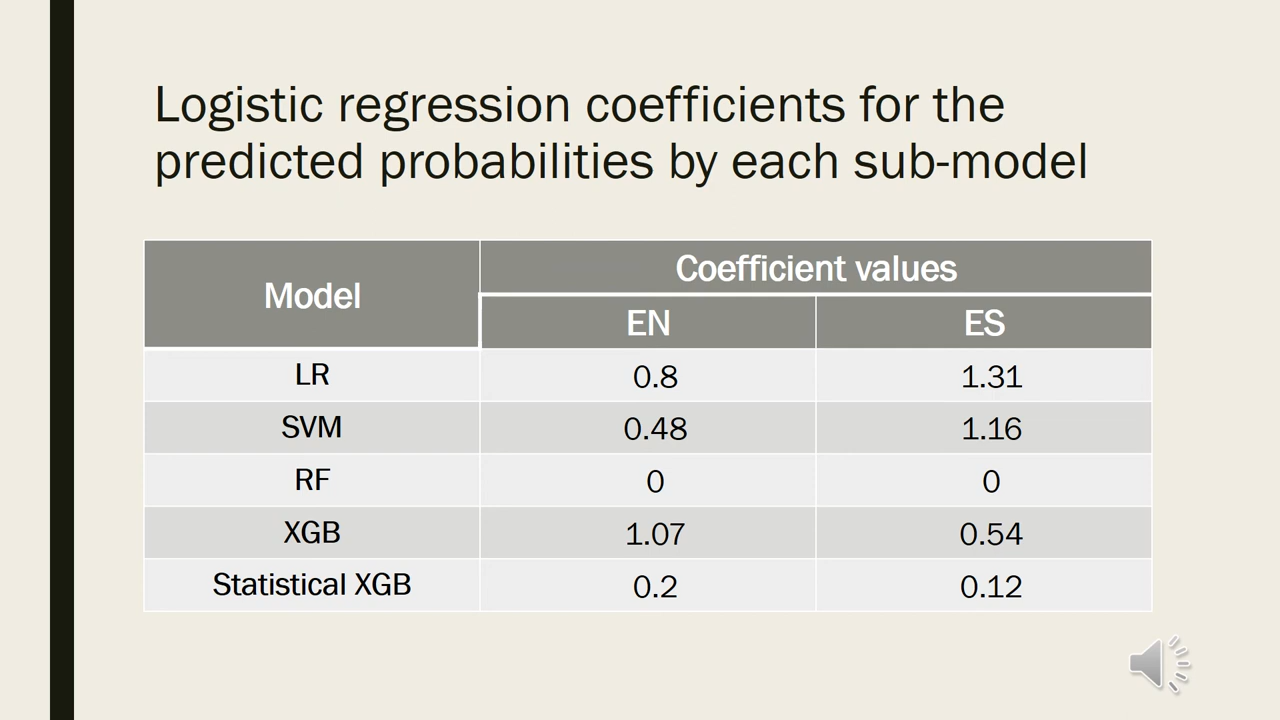 Logistic regression coefficients for the
predicted probabilities by each sub-model
Model
Coefficient values
EN
ES
LR
0.8
1.31
SVM
0.48
1.16
RF
0
0
XGB
1.07
0.54
Statistical XGB
0.2
0.12